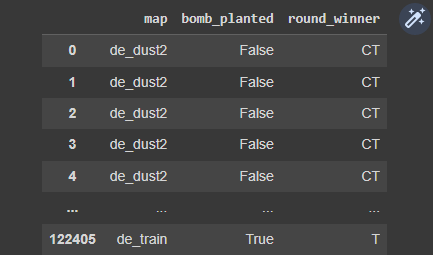 map bomb_planted round_winner
0 de_dust2 False CT
1 de_dust2 False CT
2 de_dust2 False CT
3 de_dust2 False CT
4 de_dust2 False CT
... ... ... ...
122405 de_train True T